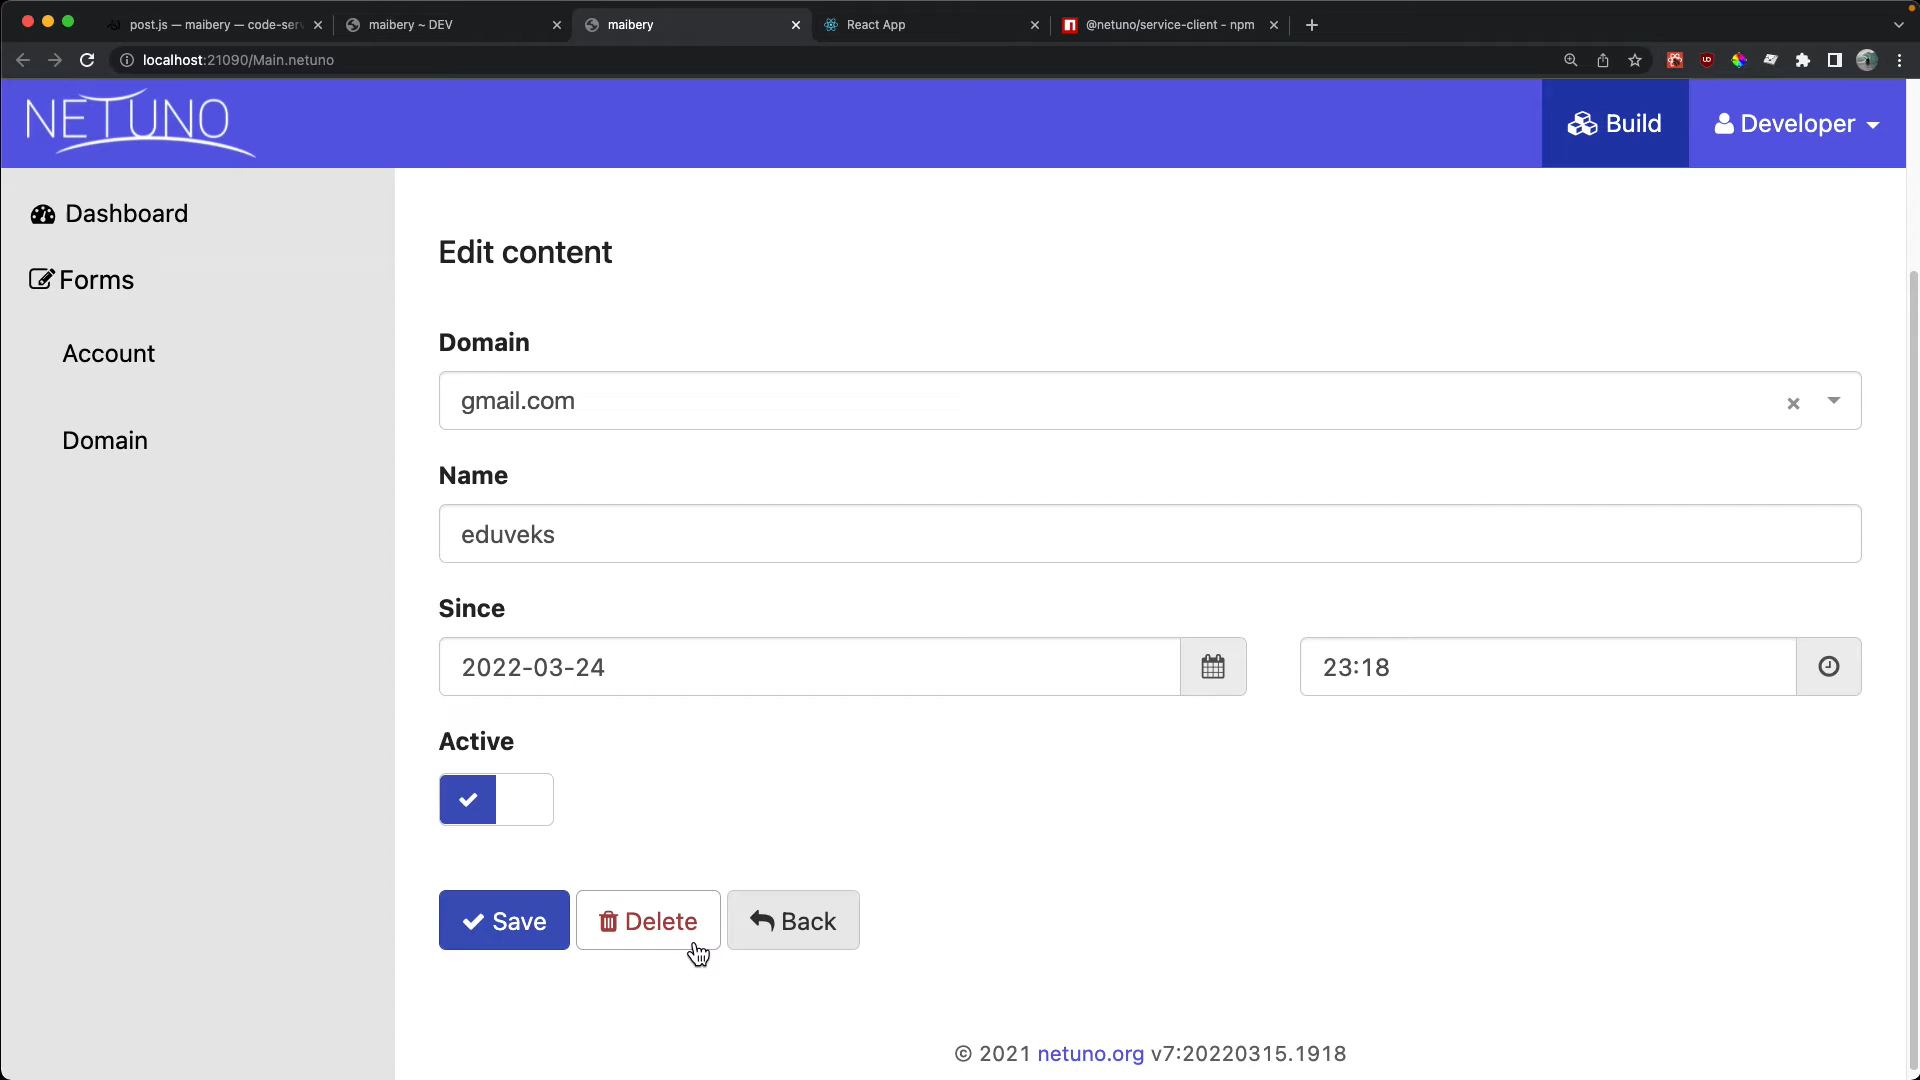 post.js — maibery — code-serv
maibery ~ DEV
maibery
React App
@netuno/service-client - npm
localhost:21090/Main.netuno
NETUNO
Build
Developer
Dashboard
Forms
Account
Domain
Edit content
Domain
gmail.com
Name
eduveks
Since
2022-03-24
23:18
Active
Save
Delete
Back
© 2021 netuno.org v7:20220315.1918